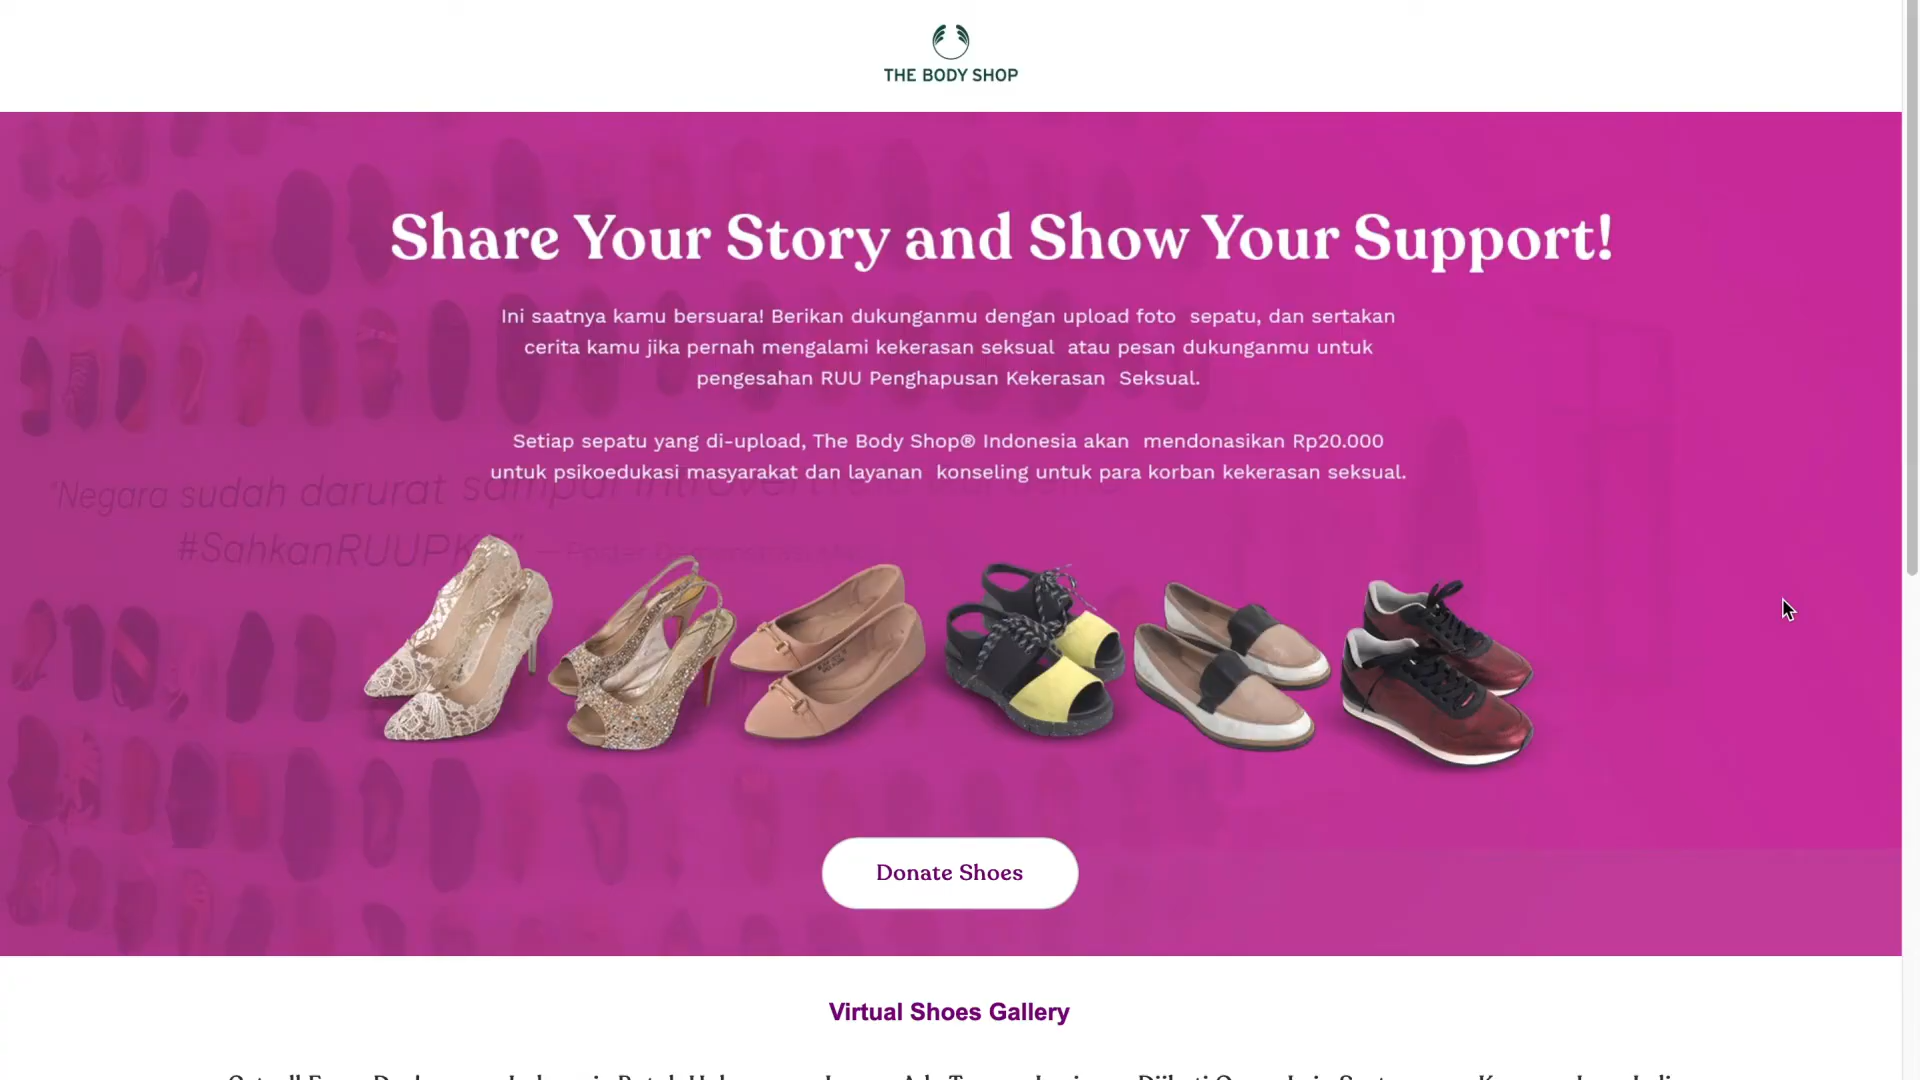 THE BODY SHOP
Share Your Story and Show Your Support!
Ini saatnya kamu bersuara! Berikan dukunganmu dengan upload foto sepatu, dan sertakan
cerita kamu jika pernah mengalami kekerasan seksual atau pesan dukunganmu untuk
pengesahan RUU Penghapusan Kekerasan Seksual.
Setiap sepatu yang di-upload, The Body Shop® Indonesia akan mendonasikan Rp20.000
untuk psikoedukasi masyarakat dan layanan konseling untuk para korban kekerasan seksual.
"Negara sudah darurat sampai
#SahkanRUUPK
Donate Shoes
Virtual Shoes Gallery